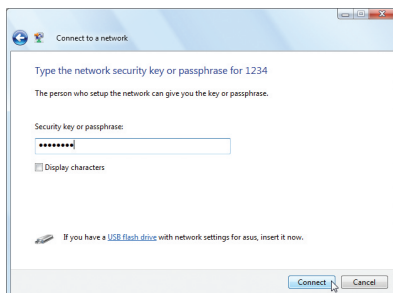 Connect to a network
Type the network security key or passphrase for 1234
The person who setup the network can give you the key or passphrase.
Security key or passphrase:
••••••••
Display characters
If you have a USB flash drive with network settings for asus, insert it now.
Connect Cancel